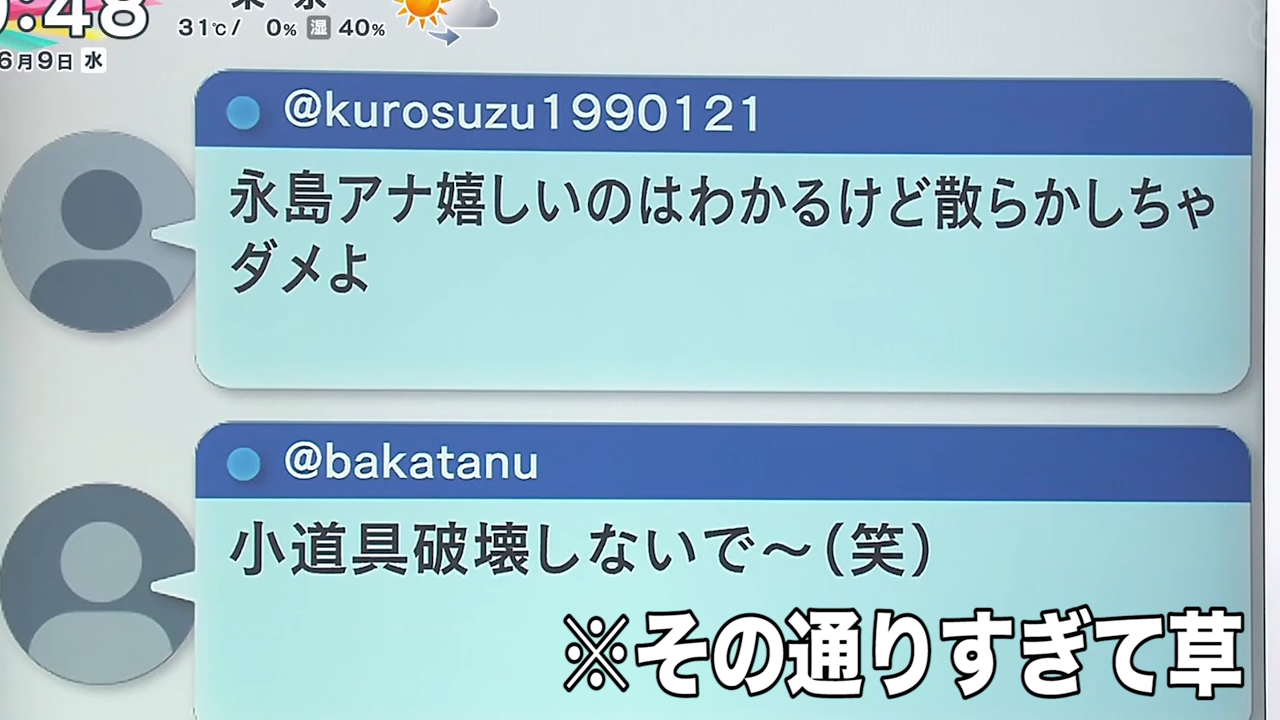 :48
31℃/ 0% 湿 40%
6月9日 水
@kurosuzu1990121
永島アナ嬉しいのはわかるけど散らかしちゃ
ダメよ
@bakatanu
小道具破壊しないで～（笑）
※その通りすぎて草